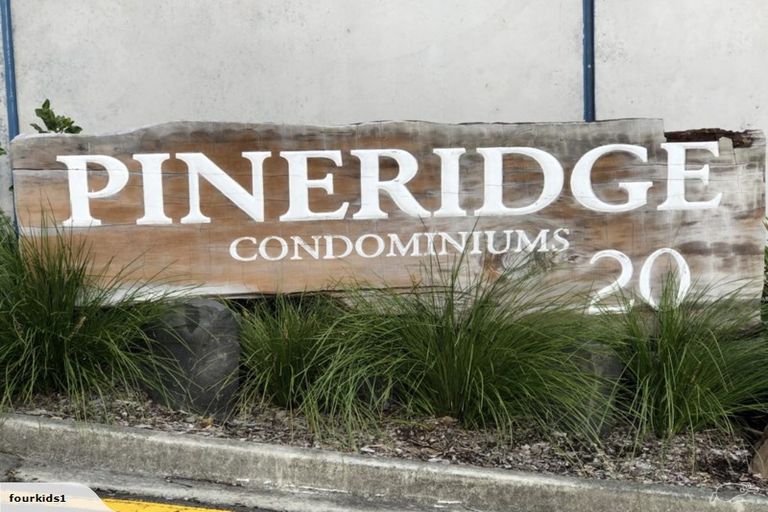 PINERIDGE
CONDOMINIUMS
20
fourkids1